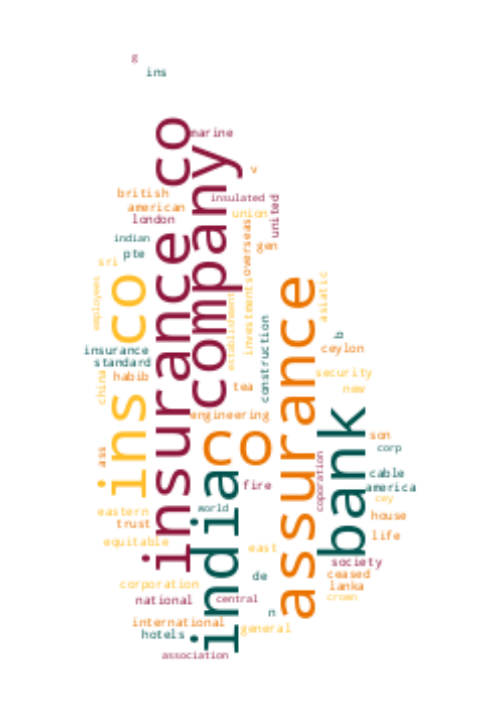 g
ins
marine
insurance co
company
v
british
american
london
insulated
union
united
overseas
gen
indian
pte
sri
employees
ins co
establishment
investments
asiatic
construction
assurance
b
ceylon
insurance
standard
habib
china
tea
security
new
engineering
co
bank
ass
son
corp
fire
coporation
cable
america
cey
india
world
eastern
trust
house
life
equitable
east
society
de
ceased
lanka
crown
corporation
national
central
n
international
general
hotels
association